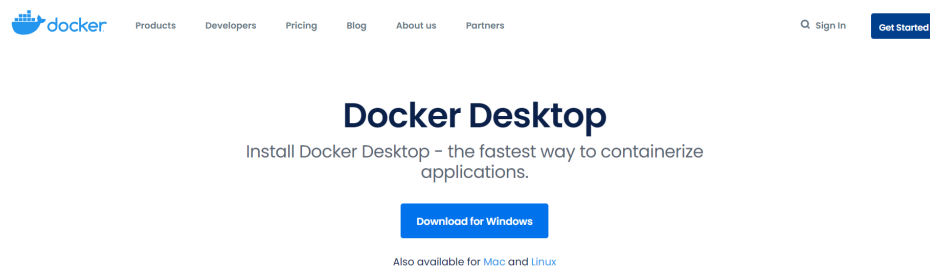 docker
Products Developers Pricing Blog About us Partners Sign In Get Started
Docker Desktop
Install Docker Desktop - the fastest way to containerize
applications.
Download for Windows
Also available for Mac and Linux